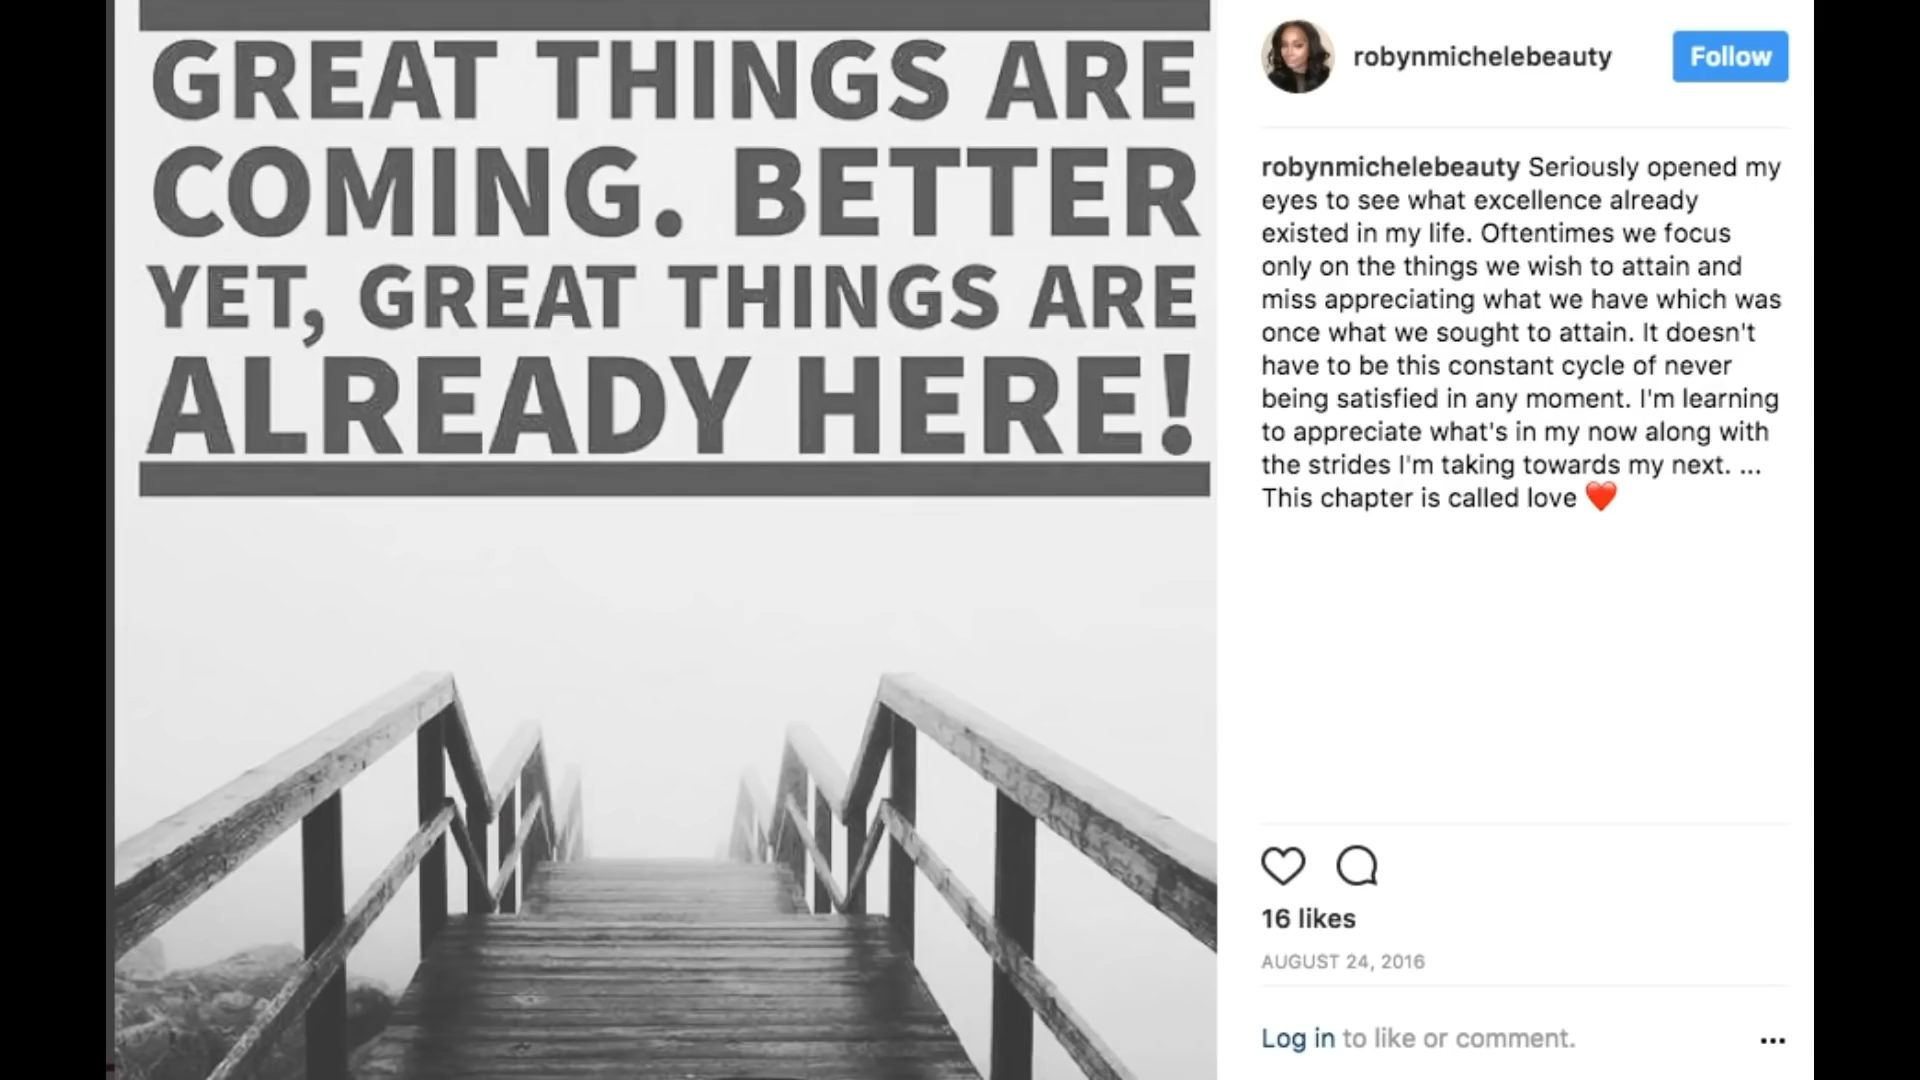 GREAT THINGS ARE
COMING. BETTER
YET, GREAT THINGS ARE
ALREADY HERE!
robynmichelebeauty
Follow
robynmichelebeauty Seriously opened my
eyes to see what excellence already
existed in my life. Oftentimes we focus
only on the things we wish to attain and
miss appreciating what we have which was
once what we sought to attain. It doesn't
have to be this constant cycle of never
being satisfied in any moment. I'm learning
to appreciate what's in my now along with
the strides I'm taking towards my next. ...
This chapter is called love ❤️
16 likes
AUGUST 24, 2016
Log in to like or comment.